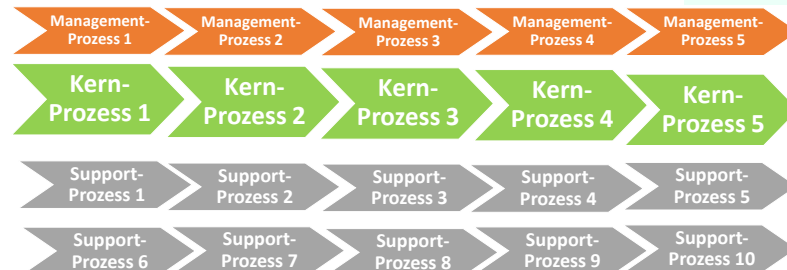 Management-
Prozess 1
Management-
Prozess 2
Management-
Prozess 3
Management-
Prozess 4
Management-
Prozess 5
Kern-
Prozess 1
Kern-
Prozess 2
Kern-
Prozess 3
Kern-
Prozess 4
Kern-
Prozess 5
Support-
Prozess 1
Support-
Prozess 2
Support-
Prozess 3
Support-
Prozess 4
Support-
Prozess 5
Support-
Prozess 6
Support-
Prozess 7
Support-
Prozess 8
Support-
Prozess 9
Support-
Prozess 10